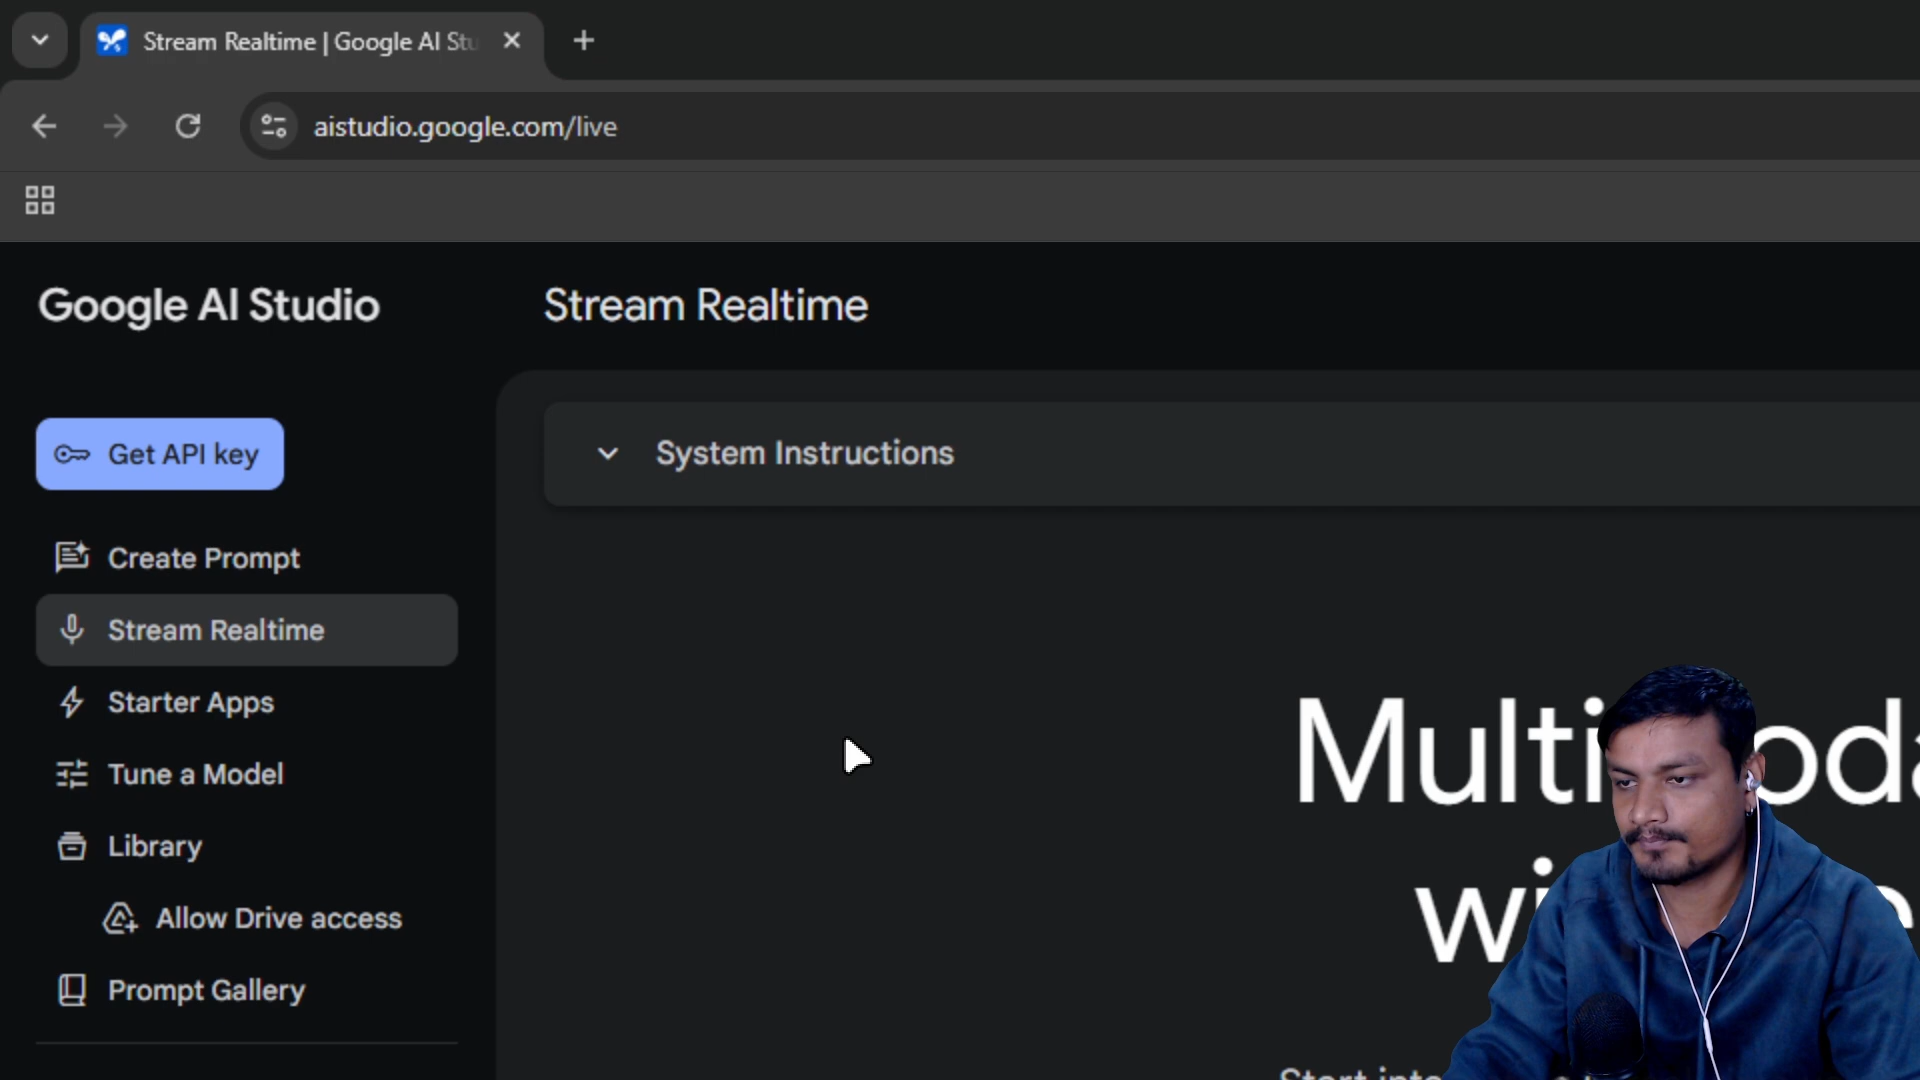 Stream Realtime | Google AI Stu
aistudio.google.com/live
Google AI Studio
Stream Realtime
Get API key
System Instructions
Create Prompt
Stream Realtime
Starter Apps
Tune a Model
Library
Allow Drive access
Prompt Gallery